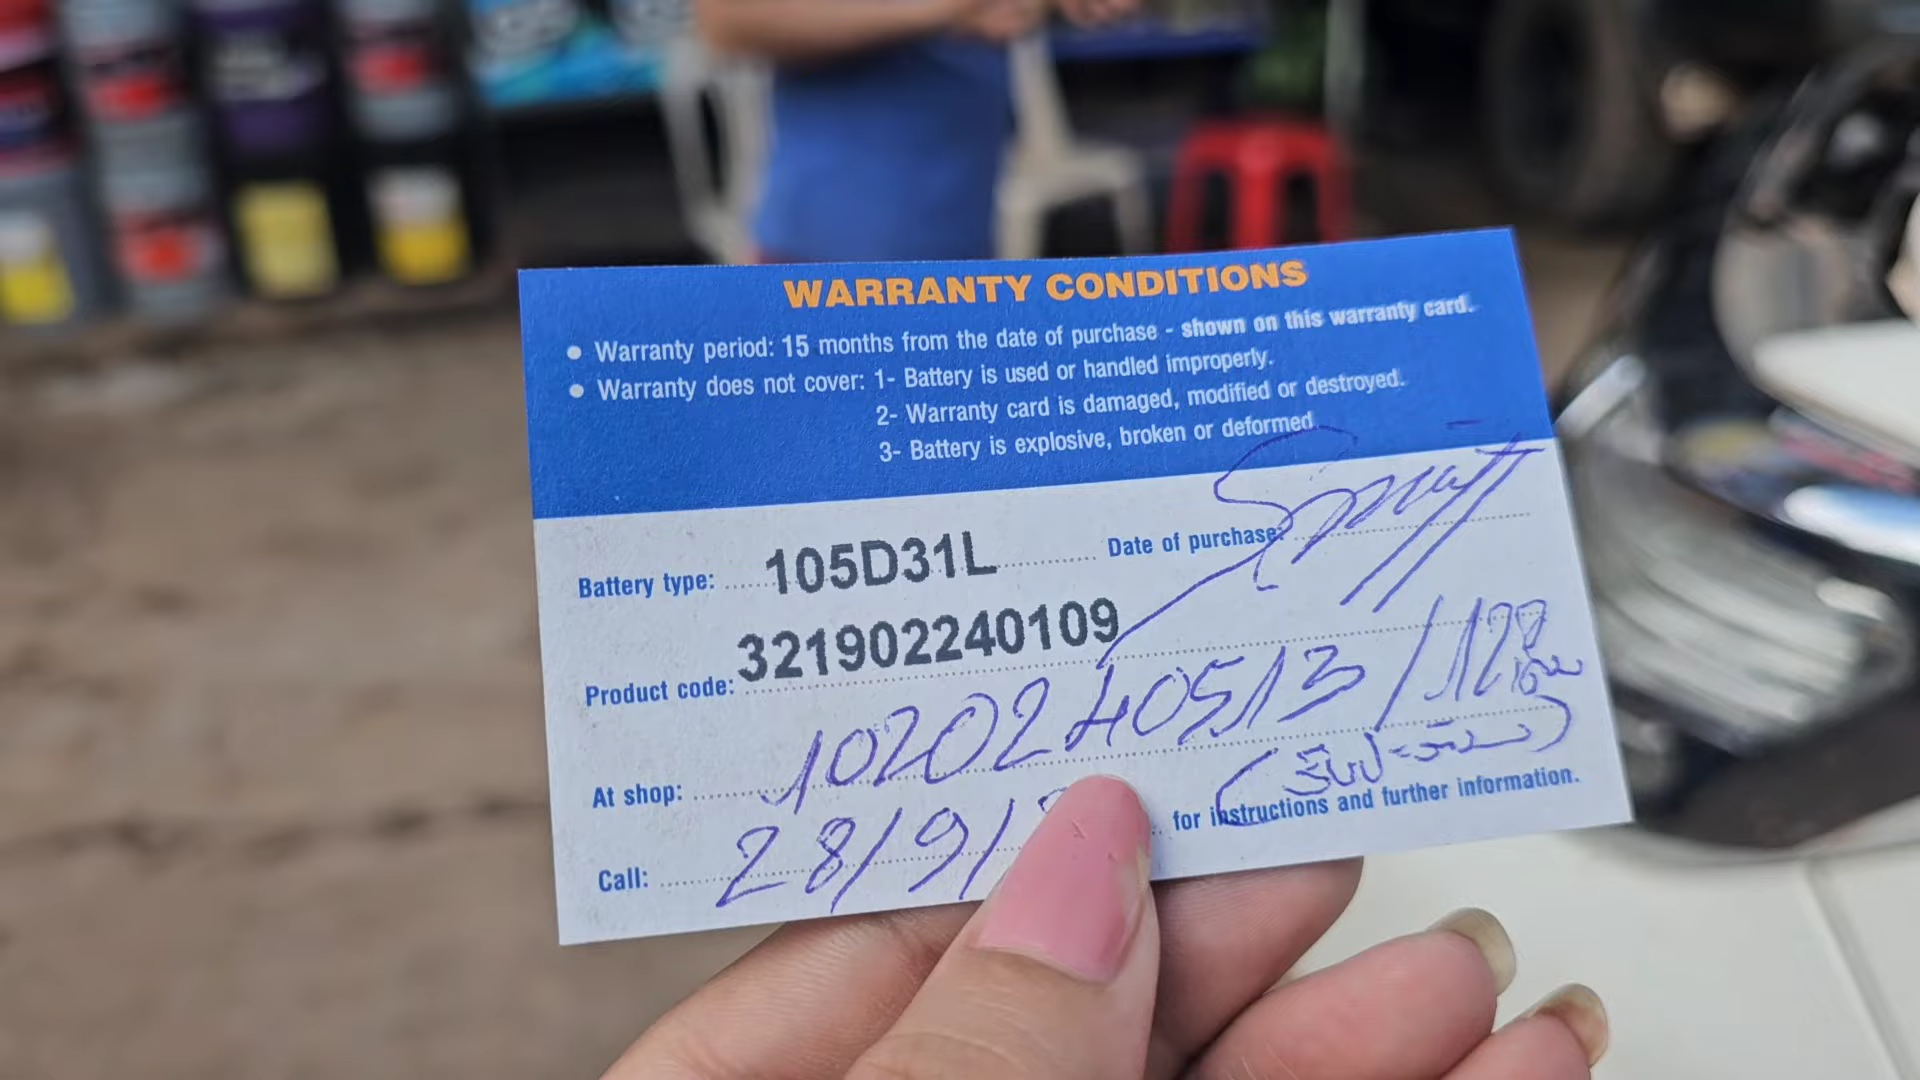 WARRANTY CONDITIONS
● Warranty period: 15 months from the date of purchase - shown on this warranty card.
● Warranty does not cover: 1- Battery is used or handled improperly.
2- Warranty card is damaged, modified or destroyed.
3- Battery is explosive, broken or deformed
Battery type: 105D31L Date of purchase:
Product code: 321902240109
At shop: 1020240513 / 12
Call: 28/9/ for instructions and further information.